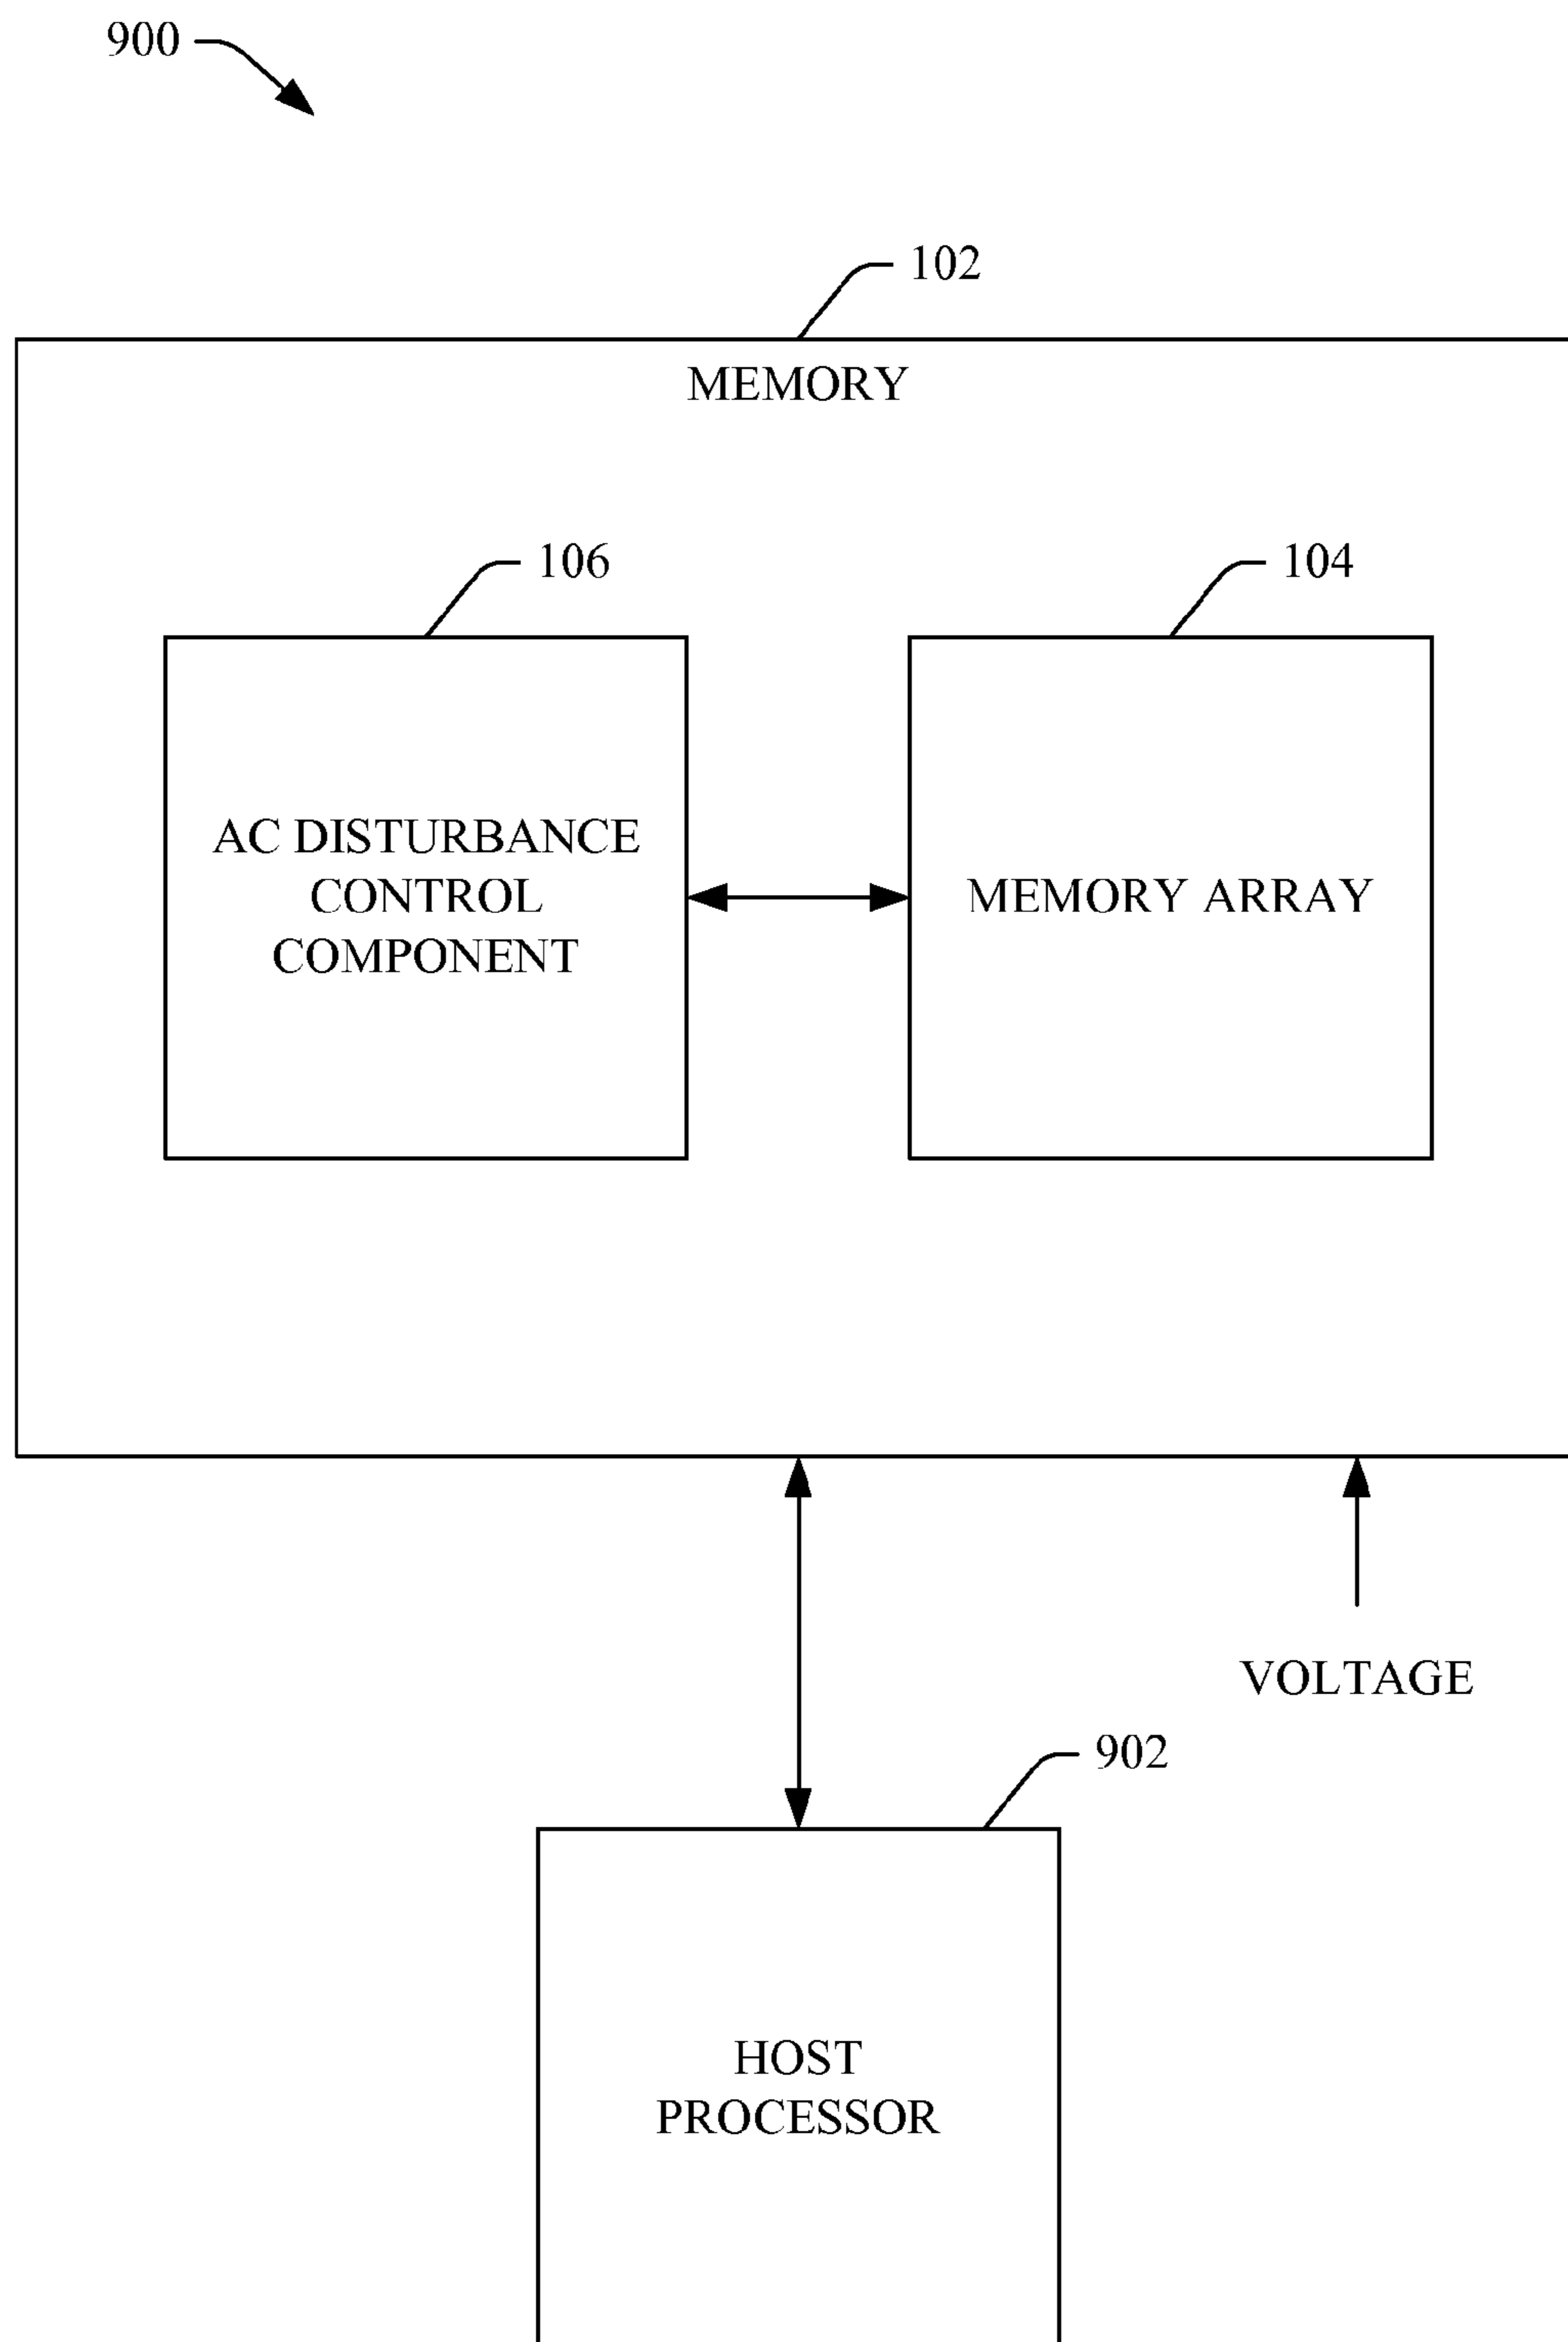 900
102
MEMORY
106
104
AC DISTURBANCE
CONTROL
COMPONENT
MEMORY ARRAY
VOLTAGE
902
HOST
PROCESSOR